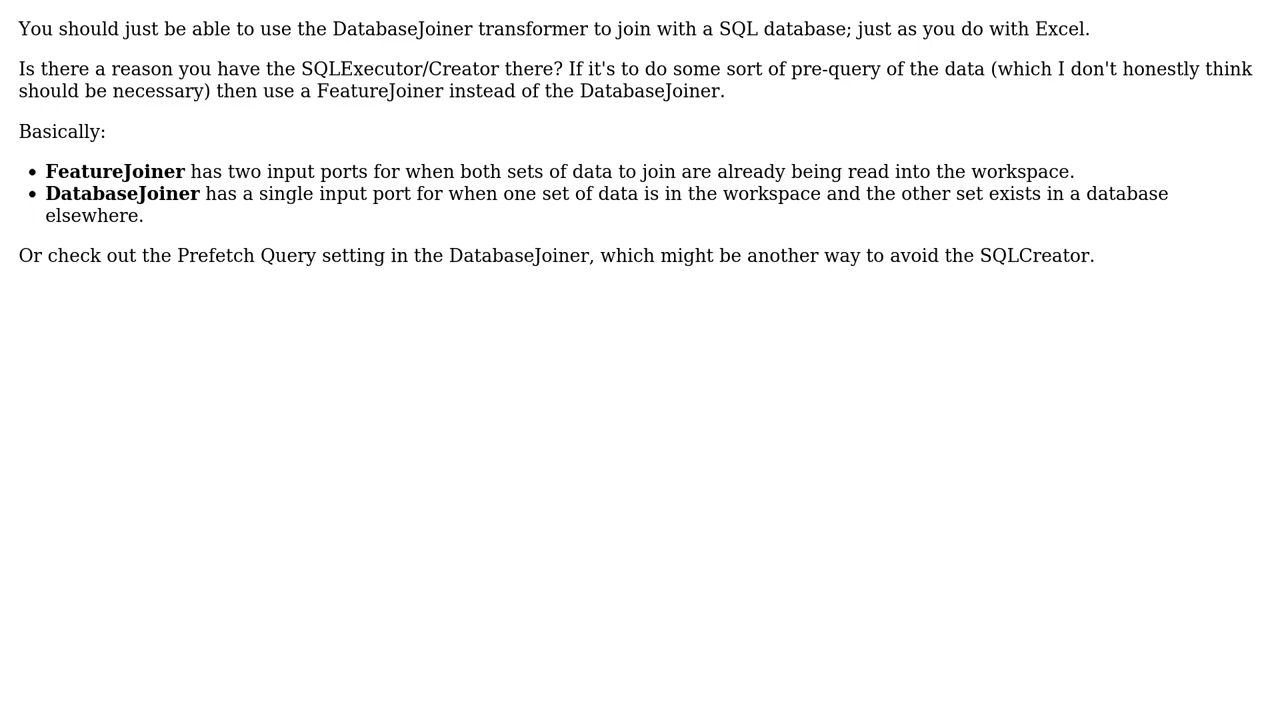 You should just be able to use the DatabaseJoiner transformer to join with a SQL database; just as you do with Excel.
Is there a reason you have the SQLExecutor/Creator there? If it's to do some sort of pre-query of the data (which I don't honestly think
should be necessary) then use a FeatureJoiner instead of the DatabaseJoiner.
Basically:
• FeatureJoiner has two input ports for when both sets of data to join are already being read into the workspace.
• DatabaseJoiner has a single input port for when one set of data is in the workspace and the other set exists in a database
elsewhere.
Or check out the Prefetch Query setting in the DatabaseJoiner, which might be another way to avoid the SQLCreator.